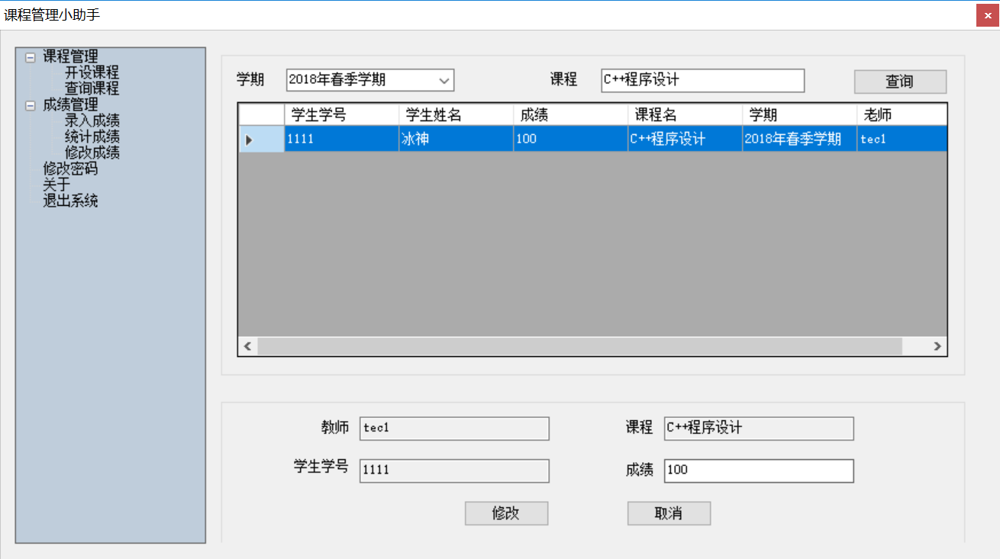 课程管理小助手
课程管理
开设课程
查询课程
成绩管理
录入成绩
统计成绩
修改成绩
修改密码
关于
退出系统
学期 2018年春季学期 课程 C++程序设计 查询
学生学号 学生姓名 成绩 课程名 学期 老师
1111 冰神 100 C++程序设计 2018年春季学期 tec1
教师 tec1 课程 C++程序设计
学生学号 1111 成绩 100
修改 取消